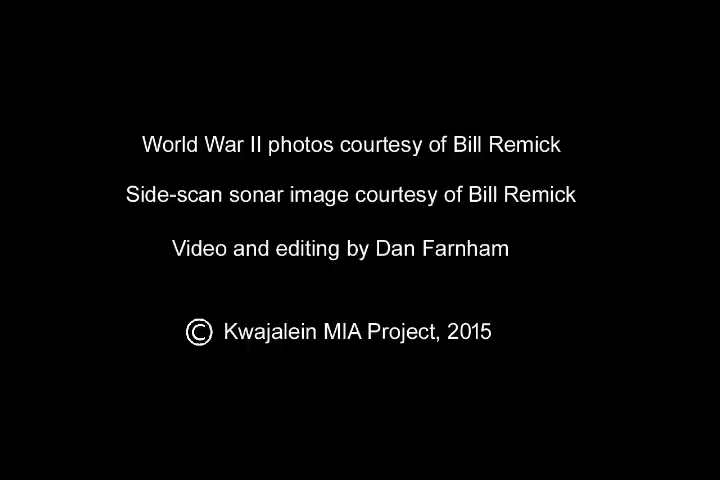 World War II photos courtesy of Bill Remick
Side-scan sonar image courtesy of Bill Remick
Video and editing by Dan Farnham
© Kwajalein MIA Project, 2015